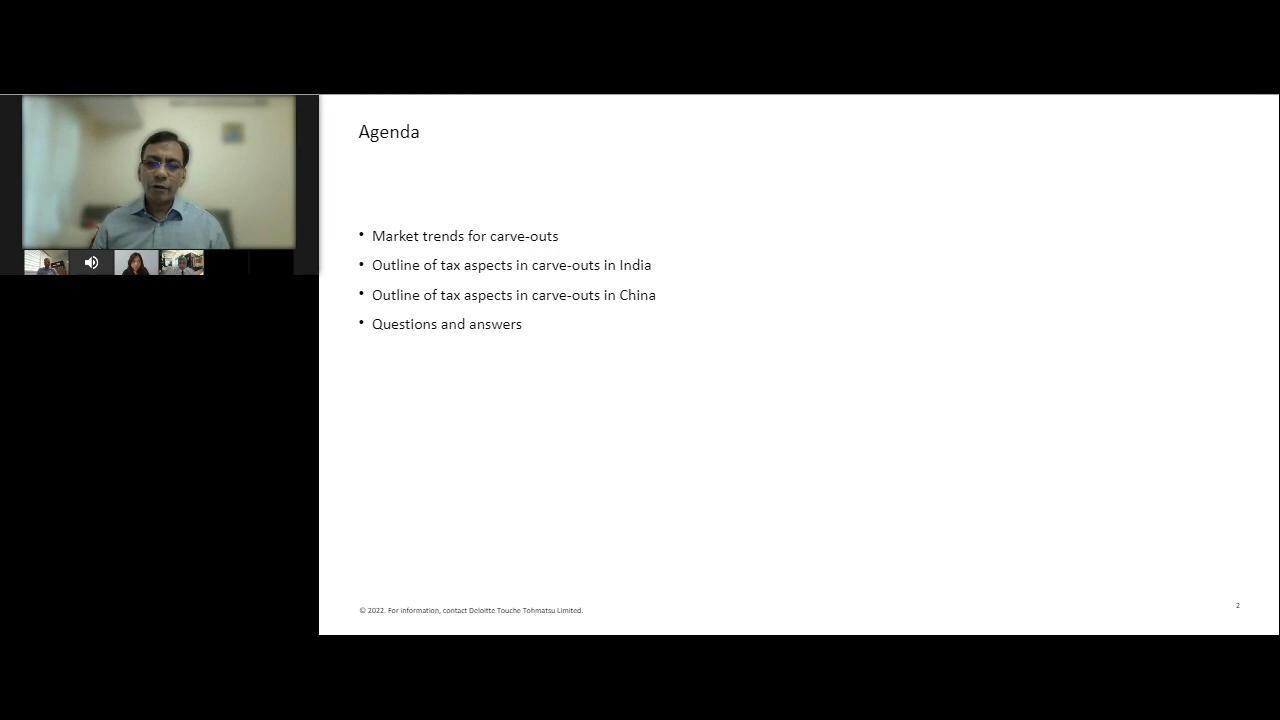 Agenda
• Market trends for carve-outs
• Outline of tax aspects in carve-outs in India
• Outline of tax aspects in carve-outs in China
• Questions and answers
© 2022. For information, contact Deloitte Touche Tohmatsu Limited.
2